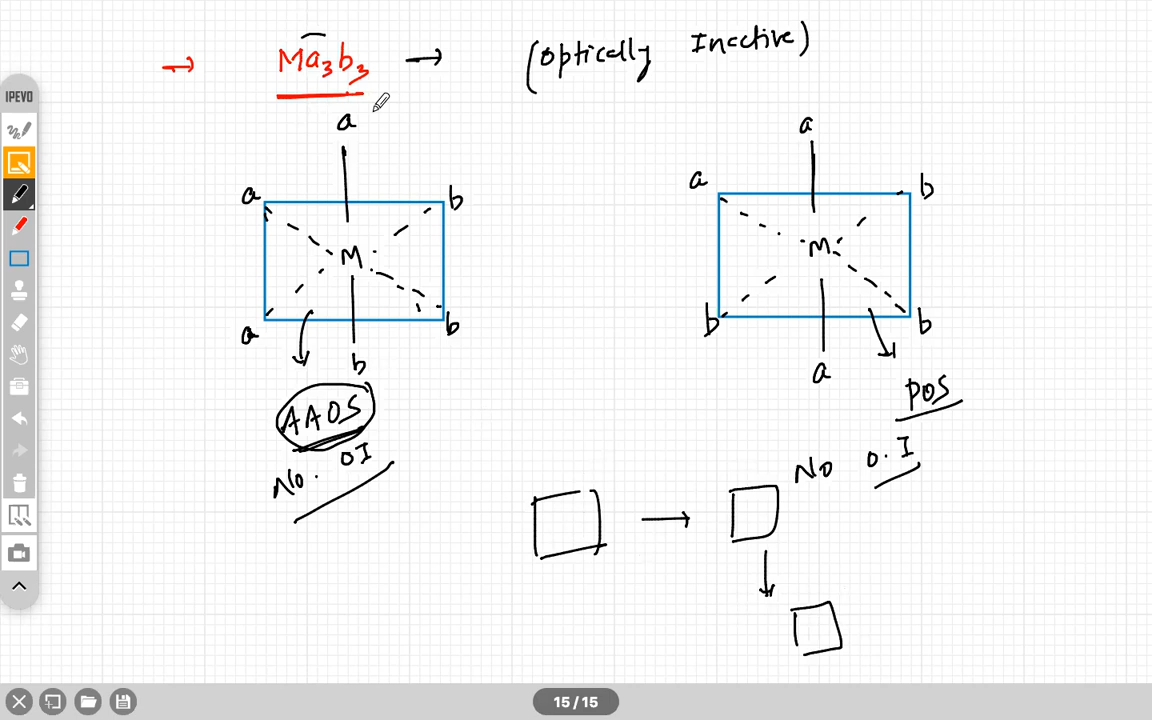 → Ma₃b₃ → (Optically Inactive)
IPEVO
a
a
a b
a b
M
M
a b
b b
b
a
AAOS
POS
No. OI
No O.I
→
↓
15 / 15